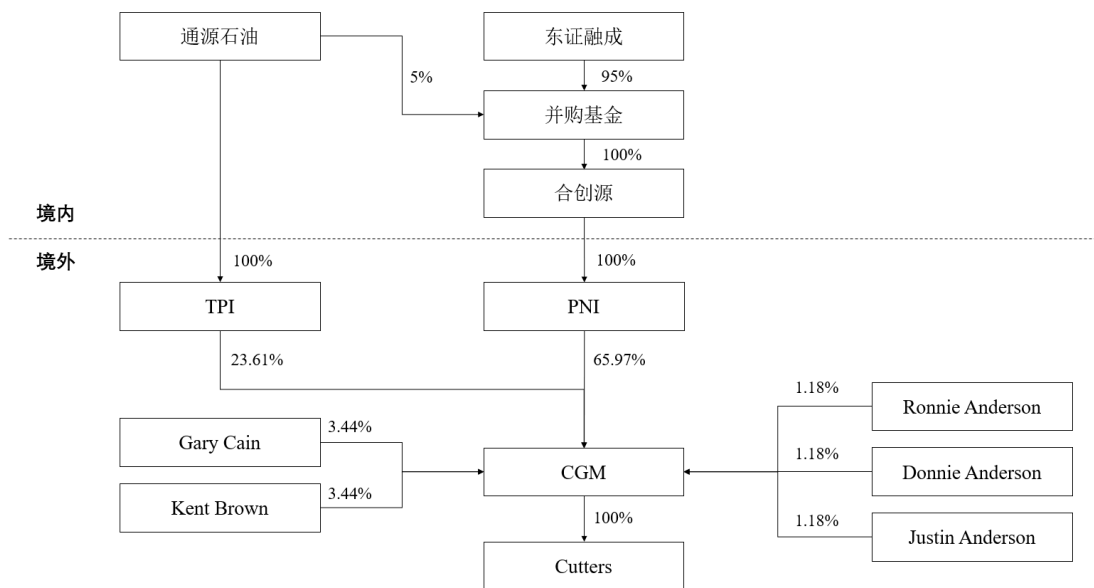 通源石油
东证融成
5%
95%
并购基金
100%
合创源
境内
境外
100%
100%
TPI
PNI
23.61%
65.97%
1.18%
Ronnie Anderson
Gary Cain
3.44%
CGM
1.18%
Donnie Anderson
Kent Brown
3.44%
100%
1.18%
Justin Anderson
Cutters